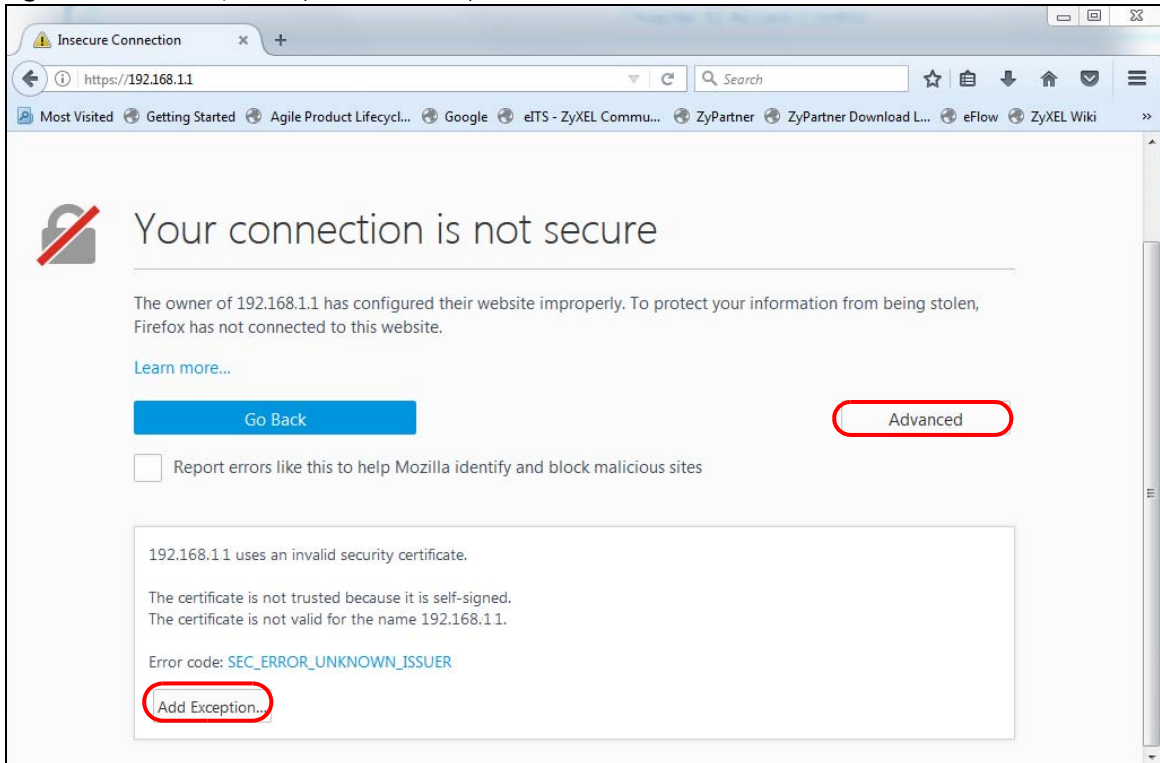 Insecure Connection
https://192.168.1.1
Search
Most Visited Getting Started Agile Product Lifecycl... Google eITS - ZyXEL Commu... ZyPartner ZyPartner Download L... eFlow ZyXEL Wiki »
Your connection is not secure
The owner of 192.168.1.1 has configured their website improperly. To protect your information from being stolen,
Firefox has not connected to this website.
Learn more...
Go Back
Advanced
Report errors like this to help Mozilla identify and block malicious sites
192.168.1.1 uses an invalid security certificate.
The certificate is not trusted because it is self-signed.
The certificate is not valid for the name 192.168.1.1.
Error code: SEC_ERROR_UNKNOWN_ISSUER
Add Exception...